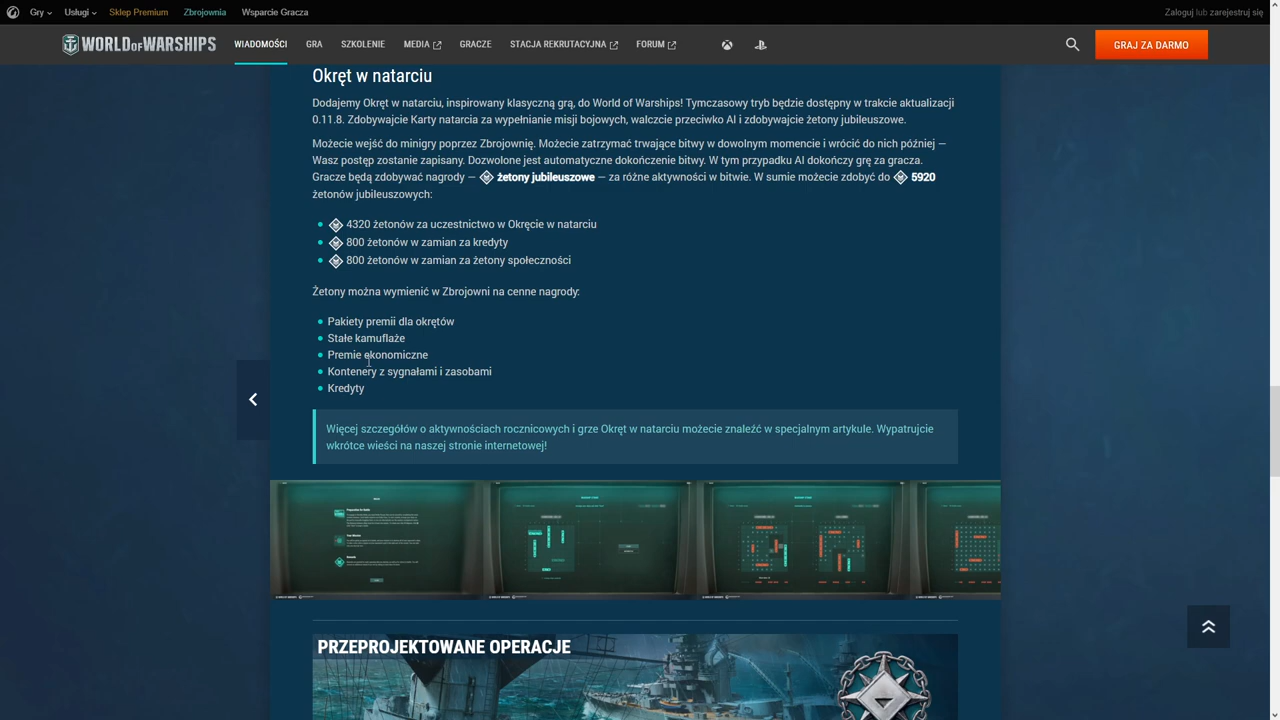 Gry
Usługi
Sklep Premium
Zbrojownia
Wsparcie Gracza
Zaloguj lub zarejestruj się
WORLD OF WARSHIPS
WIADOMOŚCI
GRA
SZKOLENIE
MEDIA
GRACZE
STACJA REKRUTACYJNA
FORUM
GRAJ ZA DARMO
Okręt w natarciu
Dodajemy Okręt w natarciu, inspirowany klasyczną grą, do World of Warships! Tymczasowy tryb będzie dostępny w trakcie aktualizacji
0.11.8. Zdobywajcie Karty natarcia za wypełnianie misji bojowych, walczcie przeciwko AI i zdobywajcie żetony jubileuszowe.
Możecie wejść do minigry poprzez Zbrojownię. Możecie zatrzymać trwające bitwy w dowolnym momencie i wrócić do nich później —
Wasz postęp zostanie zapisany. Dozwolone jest automatyczne dokończenie bitwy. W tym przypadku AI dokończy grę za gracza.
Gracze będą zdobywać nagrody — żetony jubileuszowe — za różne aktywności w bitwie. W sumie możecie zdobyć do 5920
żetonów jubileuszowych:
4320 żetonów za uczestnictwo w Okręcie w natarciu
800 żetonów w zamian za kredyty
800 żetonów w zamian za żetony społeczności
Żetony można wymienić w Zbrojowni na cenne nagrody:
Pakiety premii dla okrętów
Stałe kamuflaże
Premie ekonomiczne
Kontenery z sygnałami i zasobami
Kredyty
Więcej szczegółów o aktywnościach rocznicowych i grze Okręt w natarciu możecie znaleźć w specjalnym artykule. Wypatrujcie
wkrótce wieści na naszej stronie internetowej!
PRZEPROJEKTOWANE OPERACJE